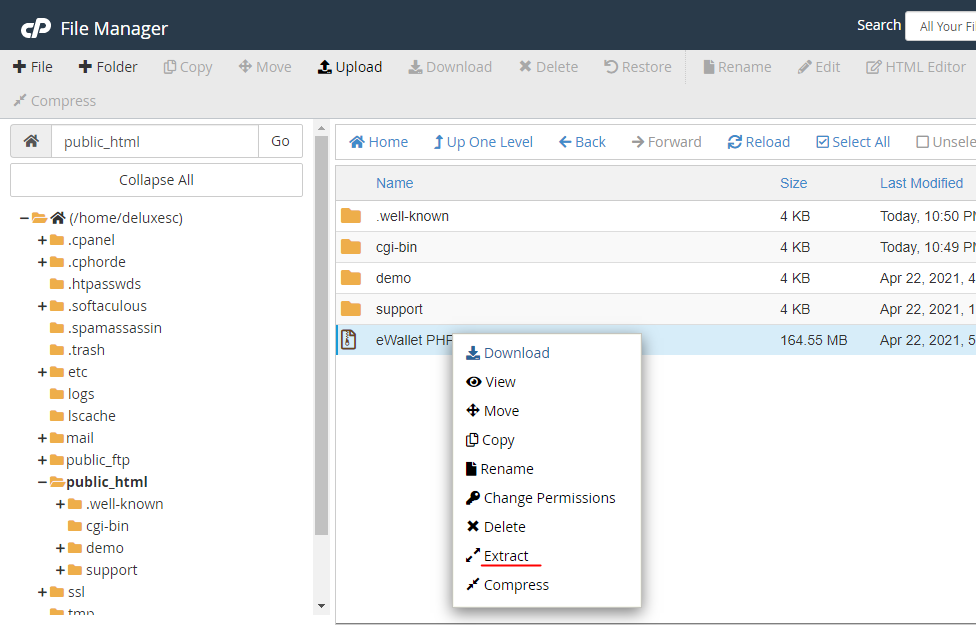 cP File Manager
Search All Your Fi
File Folder Copy Move Upload Download Delete Restore Rename Edit HTML Editor
Compress
public_html Go
Collapse All
(/home/deluxesc)
.cpanel
.cphorde
.htpasswds
.softaculous
.spamassassin
.trash
etc
logs
lscache
mail
public_ftp
public_html
.well-known
cgi-bin
demo
support
ssl
tmp
Home Up One Level Back Forward Reload Select All Unsele
Name Size Last Modified
.well-known 4 KB Today, 10:50 PM
cgi-bin 4 KB Today, 10:49 PM
demo 4 KB Apr 22, 2021, 4
support 4 KB Apr 22, 2021, 1
eWallet PHP 164.55 MB Apr 22, 2021, 5
Download
View
Move
Copy
Rename
Change Permissions
Delete
Extract
Compress